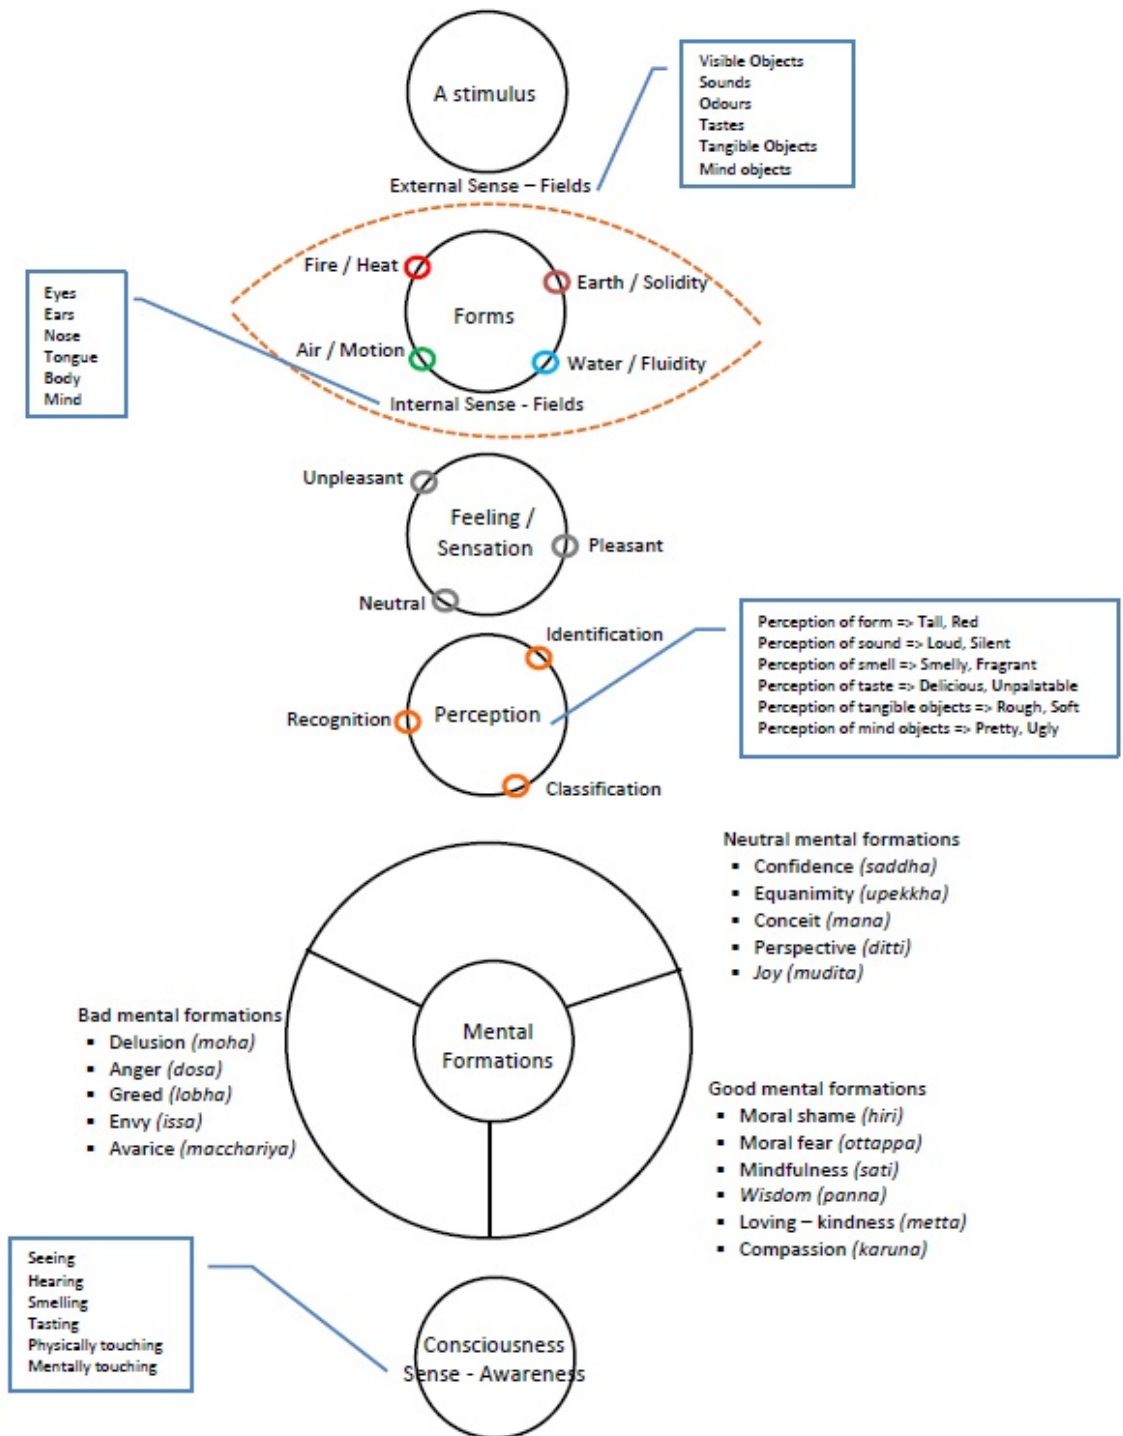 A stimulus
Visible Objects
Sounds
Odours
Tastes
Tangible Objects
Mind objects
External Sense – Fields
Fire / Heat
Earth / Solidity
Forms
Air / Motion
Water / Fluidity
Internal Sense - Fields
Eyes
Ears
Nose
Tongue
Body
Mind
Unpleasant
Feeling /
Sensation
Pleasant
Neutral
Identification
Recognition
Perception
Classification
Perception of form => Tall, Red
Perception of sound => Loud, Silent
Perception of smell => Smelly, Fragrant
Perception of taste => Delicious, Unpalatable
Perception of tangible objects => Rough, Soft
Perception of mind objects => Pretty, Ugly
Neutral mental formations
▪ Confidence (saddha)
▪ Equanimity (upekkha)
▪ Conceit (mana)
▪ Perspective (ditti)
▪ Joy (mudita)
Mental
Formations
Bad mental formations
▪ Delusion (moha)
▪ Anger (dosa)
▪ Greed (lobha)
▪ Envy (issa)
▪ Avarice (macchariya)
Good mental formations
▪ Moral shame (hiri)
▪ Moral fear (ottappa)
▪ Mindfulness (sati)
▪ Wisdom (panna)
▪ Loving – kindness (metta)
▪ Compassion (karuna)
Seeing
Hearing
Smelling
Tasting
Physically touching
Mentally touching
Consciousness
Sense - Awareness